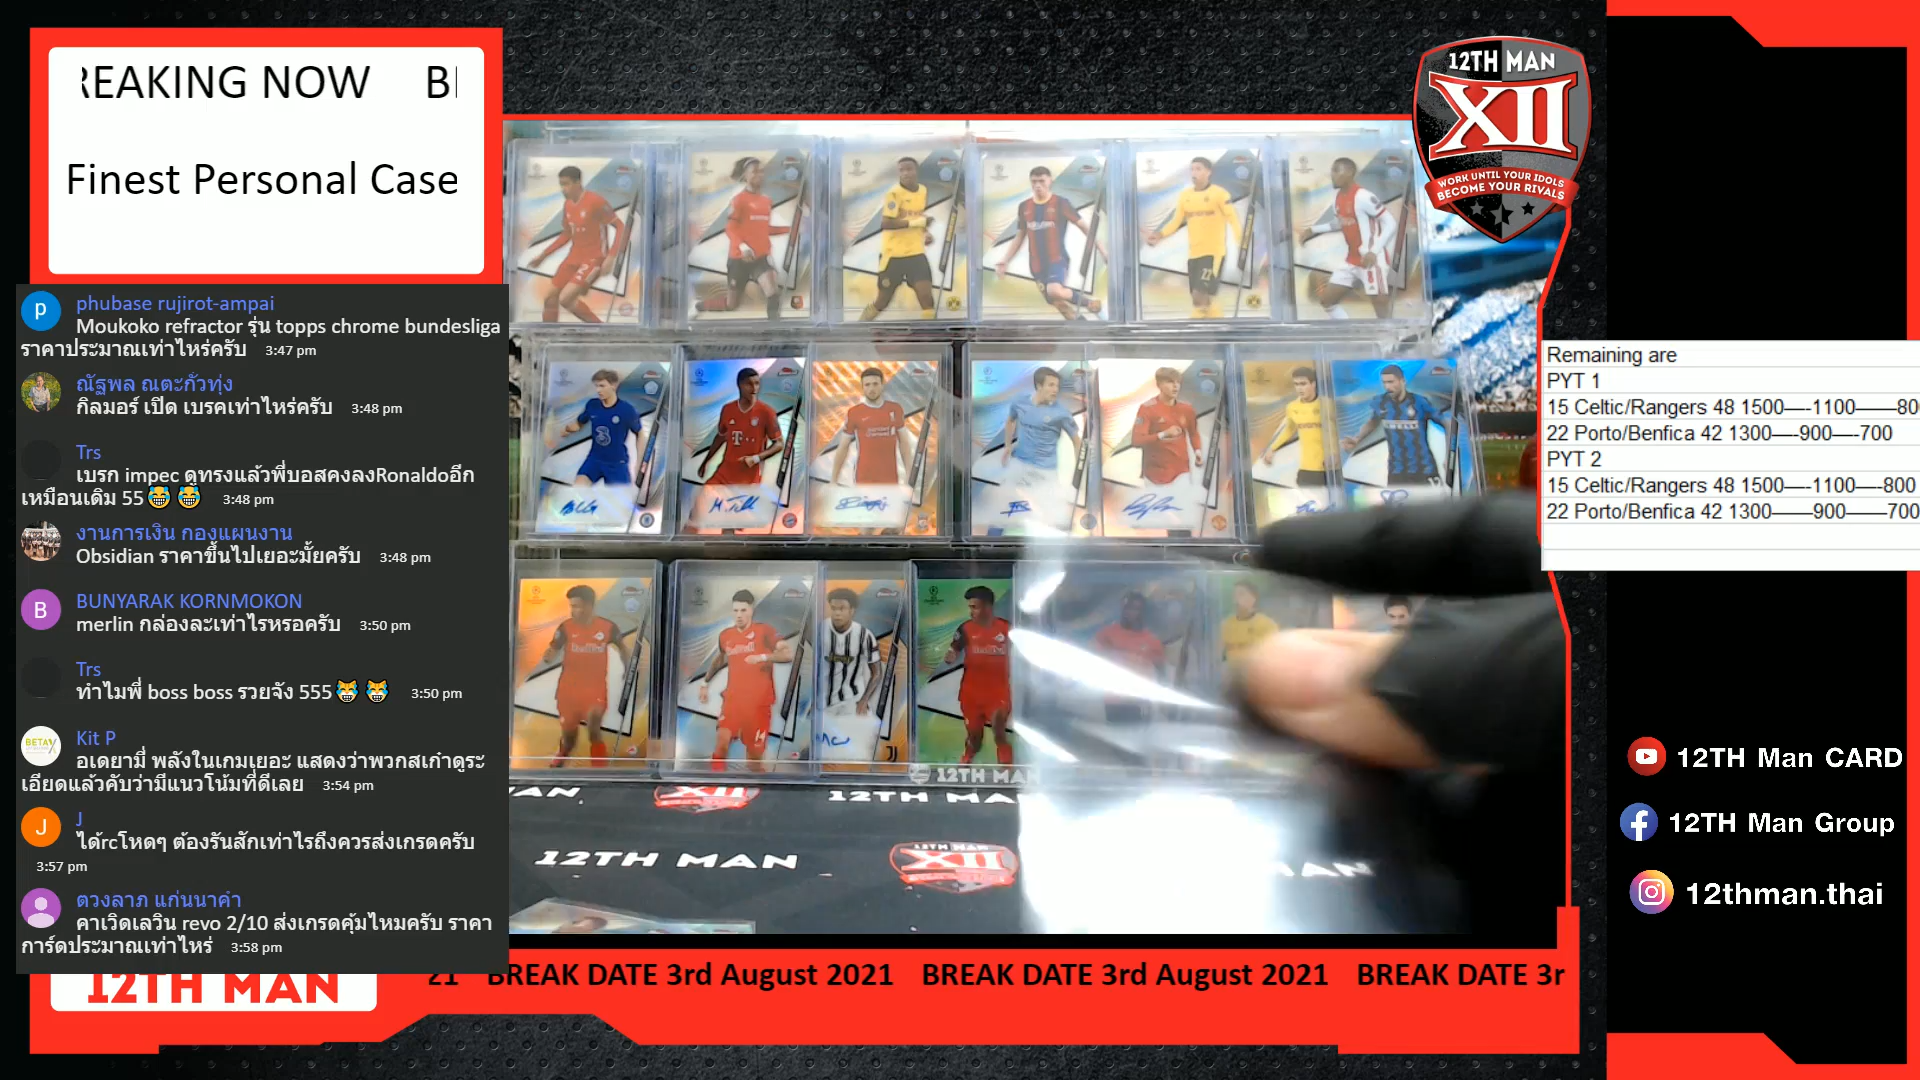 REAKING NOW
Finest Personal Case
phubase rujirot-ampai
Moukoko refractor รุ่น topps chrome bundesliga
ราคาประมาณเท่าไหร่ครับ 3:47 pm
ณัฐพล ณตะกั่วทุ่ง
กิลมอร์ เปิด เบรคเท่าไหร่ครับ 3:48 pm
Trs
เบรก impec ดูทรงแล้วพี่บอสคงลงRonaldoอีก
เหมือนเดิม 55😹 😹 3:48 pm
งานการเงิน กองแผนงาน
Obsidian ราคาขึ้นไปเยอะมั้ยครับ 3:48 pm
B
BUNYARAK KORNMOKON
merlin กล่องละเท่าไรหรอครับ 3:50 pm
Trs
ทำไมพี่ boss boss รวยจัง 555😹 😹 3:50 pm
Kit P
อเดยามี่ พลังในเกมเยอะ แสดงว่าพวกสเก๋าดูระ
เอียดแล้วคับว่ามีแนวโน้มที่ดีเลย 3:54 pm
J
J
ได้rcโหดๆ ต้องรันสักเท่าไรถึงควรส่งเกรดครับ
3:57 pm
ตวงลาภ แก่นนาคำ
คาเวิดเลวิน revo 2/10 ส่งเกรดคุ้มไหมครับ ราคา
การ์ดประมาณเท่าไหร่ 3:58 pm
12TH MAN
21 BREAK DATE 3rd August 2021 BREAK DATE 3rd August 2021 BREAK DATE 3r
12TH MAN
XII
WORK UNTIL YOUR IDOLS
BECOME YOUR RIVALS
Remaining are
PYT 1
15 Celtic/Rangers 48 1500—-1100——80
22 Porto/Benfica 42 1300—-900—-700
PYT 2
15 Celtic/Rangers 48 1500—-1100—-800
22 Porto/Benfica 42 1300——900——700
12TH Man CARD
12TH Man Group
12thman.thai
12TH MAN
MAN
12TH MA
12TH MAN
XII
MAN